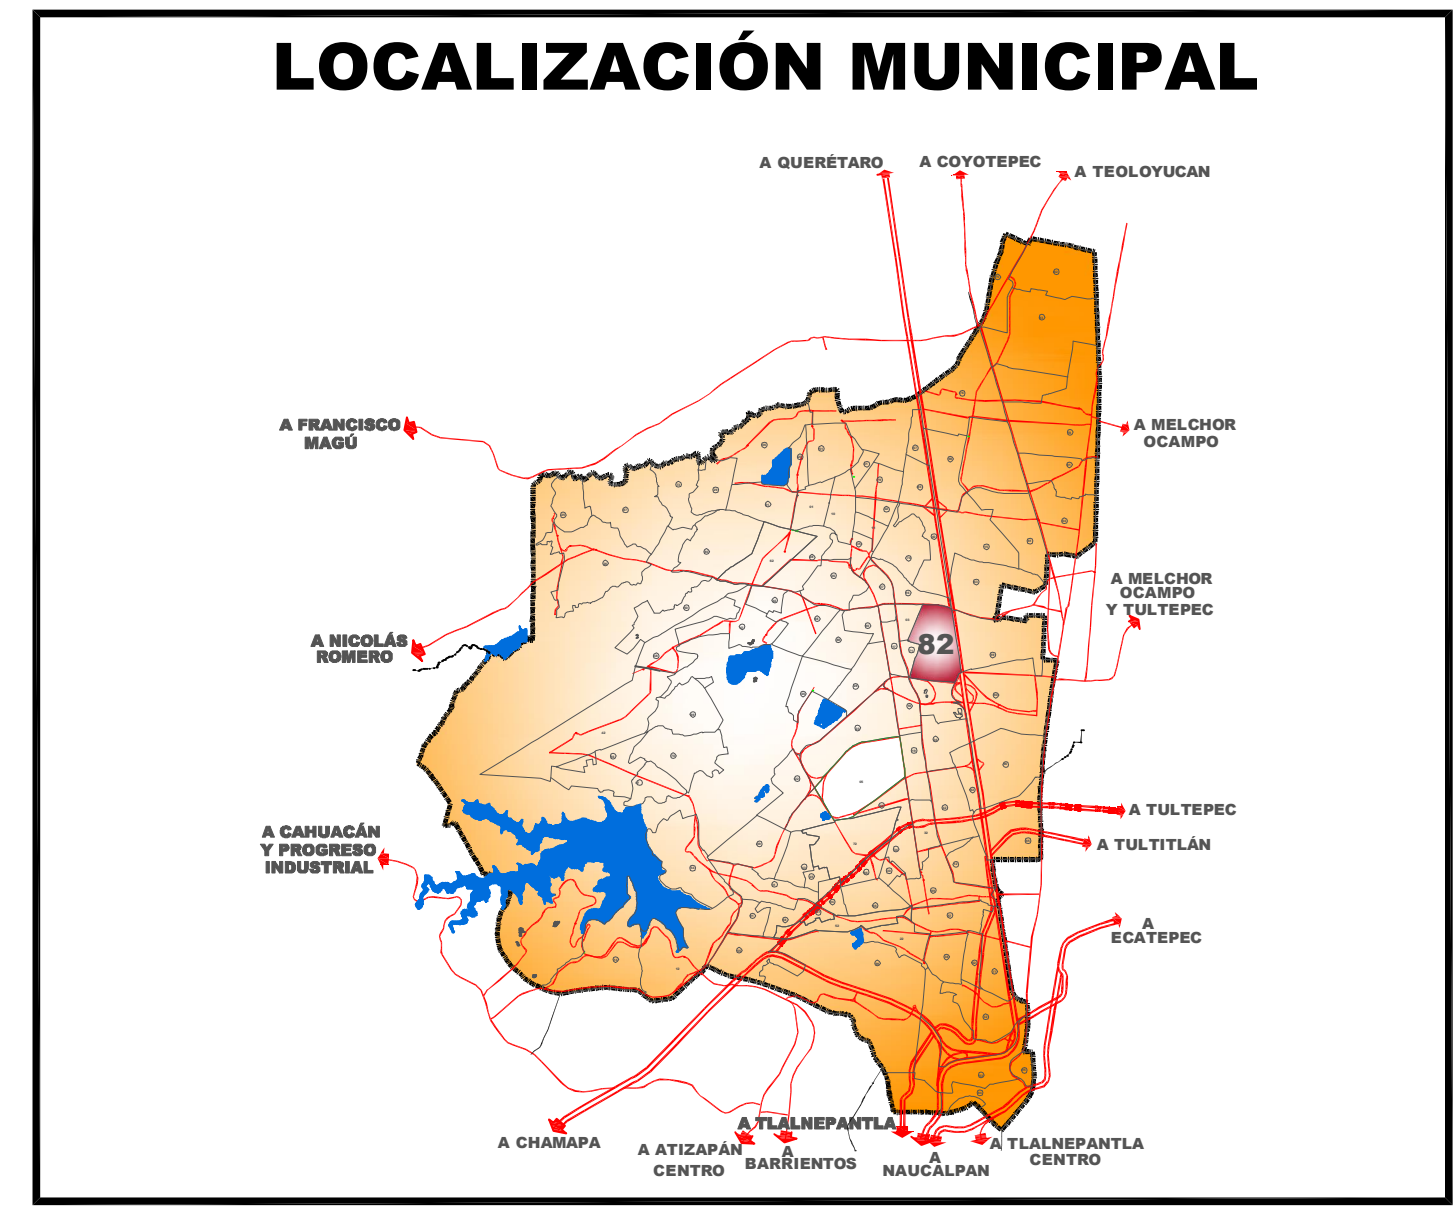 LOCALIZACIÓN MUNICIPAL
A QUERÉTARO
A COYOTEPEC
A TEOLOYUCAN
A FRANCISCO
MAGÚ
A MELCHOR
OCAMPO
A MELCHOR
OCAMPO
Y TULTEPEC
A NICOLÁS
ROMERO
82
A TULTEPEC
A CAHUACÁN
Y PROGRESO
INDUSTRIAL
A TULTITLÁN
A
ECATEPEC
A CHAMAPA
A ATIZAPÁN
CENTRO
A TLALNEPANTLA
A
BARRIENTOS
A
NAUCALPAN
A TLALNEPANTLA
CENTRO